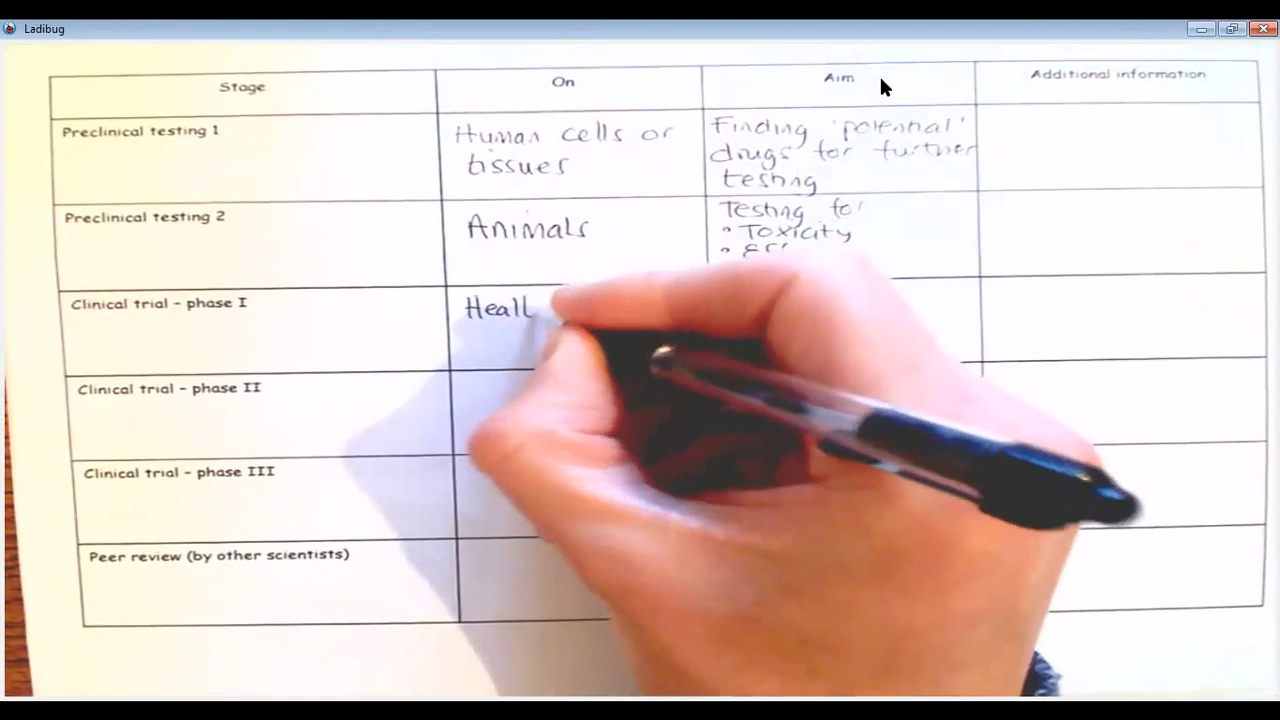 Ladibug
Stage On Aim Additional information
Preclinical testing 1
Human cells or
tissues
Finding 'potential'
drugs for further
testing
Preclinical testing 2
Animals
Testing for
• Toxicity
Clinical trial – phase I
Healt
Clinical trial – phase II
Clinical trial – phase III
Peer review (by other scientists)